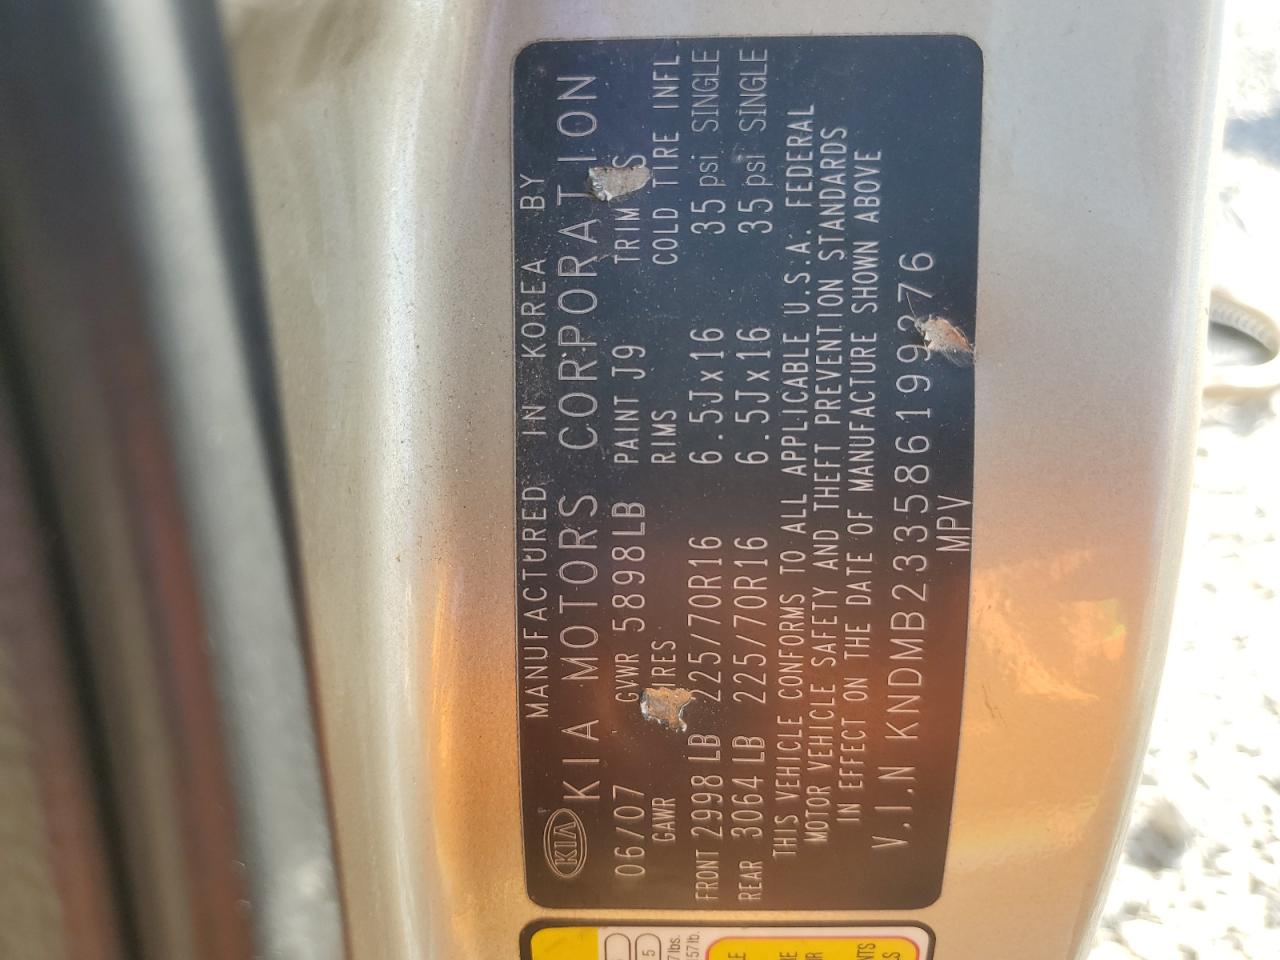 MANUFACTURED IN KOREA BY
KIA KIA MOTORS CORPORATION
06/07 GVWR 5898LB PAINT J9 TRIM
GAWR RIMS COLD TIRE INFL.
FRONT 2998 LB 225/70R16 6.5Jx16 35 psi SINGLE
REAR 3064 LB 225/70R16 6.5Jx16 35 psi SINGLE
THIS VEHICLE CONFORMS TO ALL APPLICABLE U.S.A. FEDERAL
MOTOR VEHICLE SAFETY AND THEFT PREVENTION STANDARDS
IN EFFECT ON THE DATE OF MANUFACTURE SHOWN ABOVE
V.I.N KNDMB233586199276
MPV